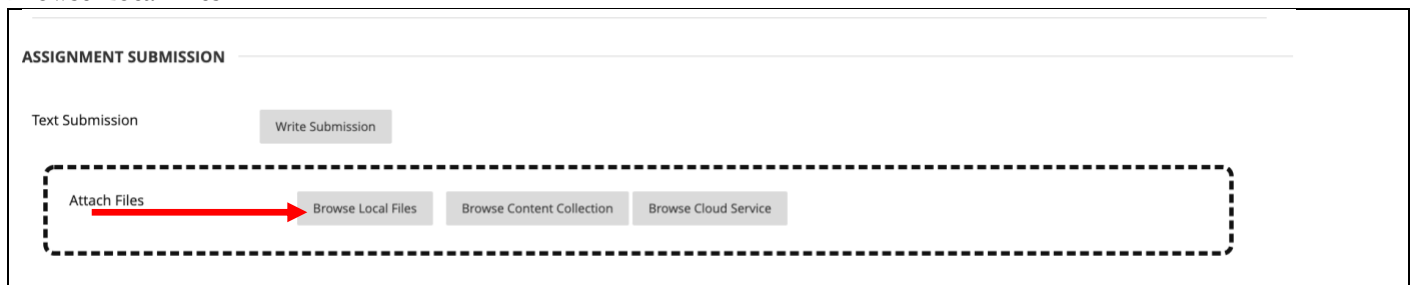 ASSIGNMENT SUBMISSION
Text Submission
Write Submission
Attach Files
Browse Local Files
Browse Content Collection
Browse Cloud Service